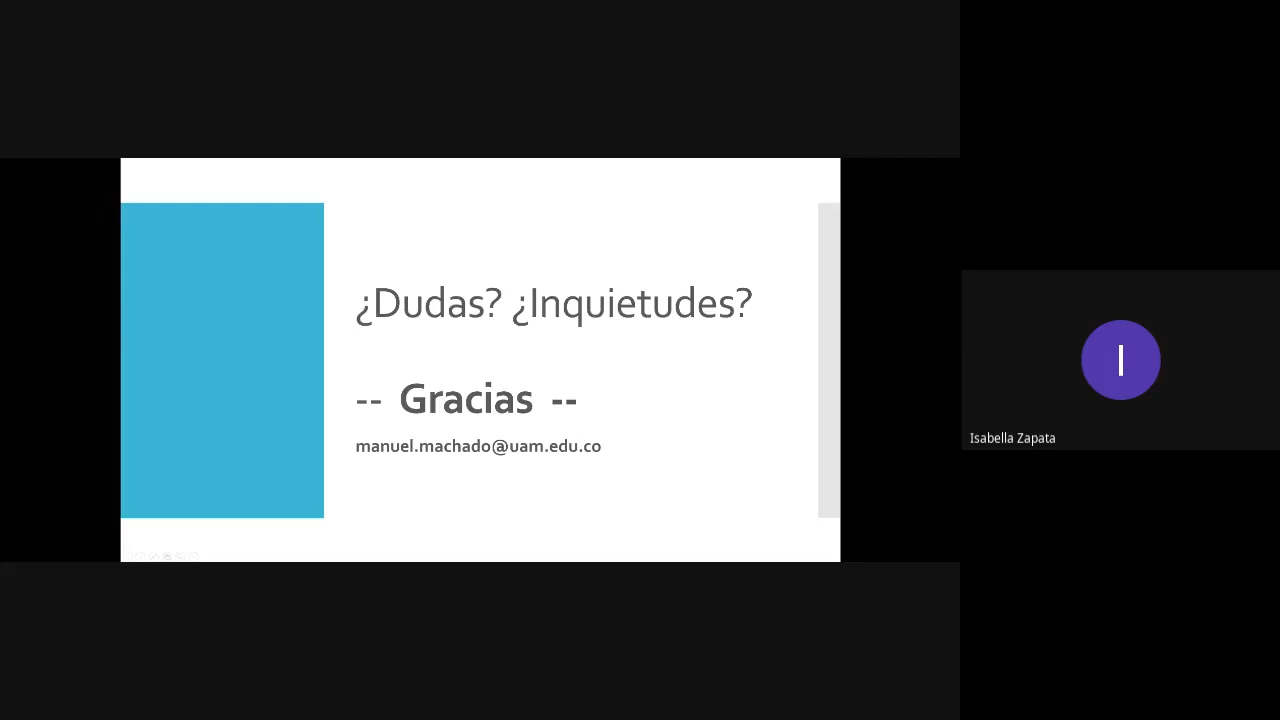 ¿Dudas? ¿Inquietudes?
-- Gracias --
manuel.machado@uam.edu.co
I
Isabella Zapata